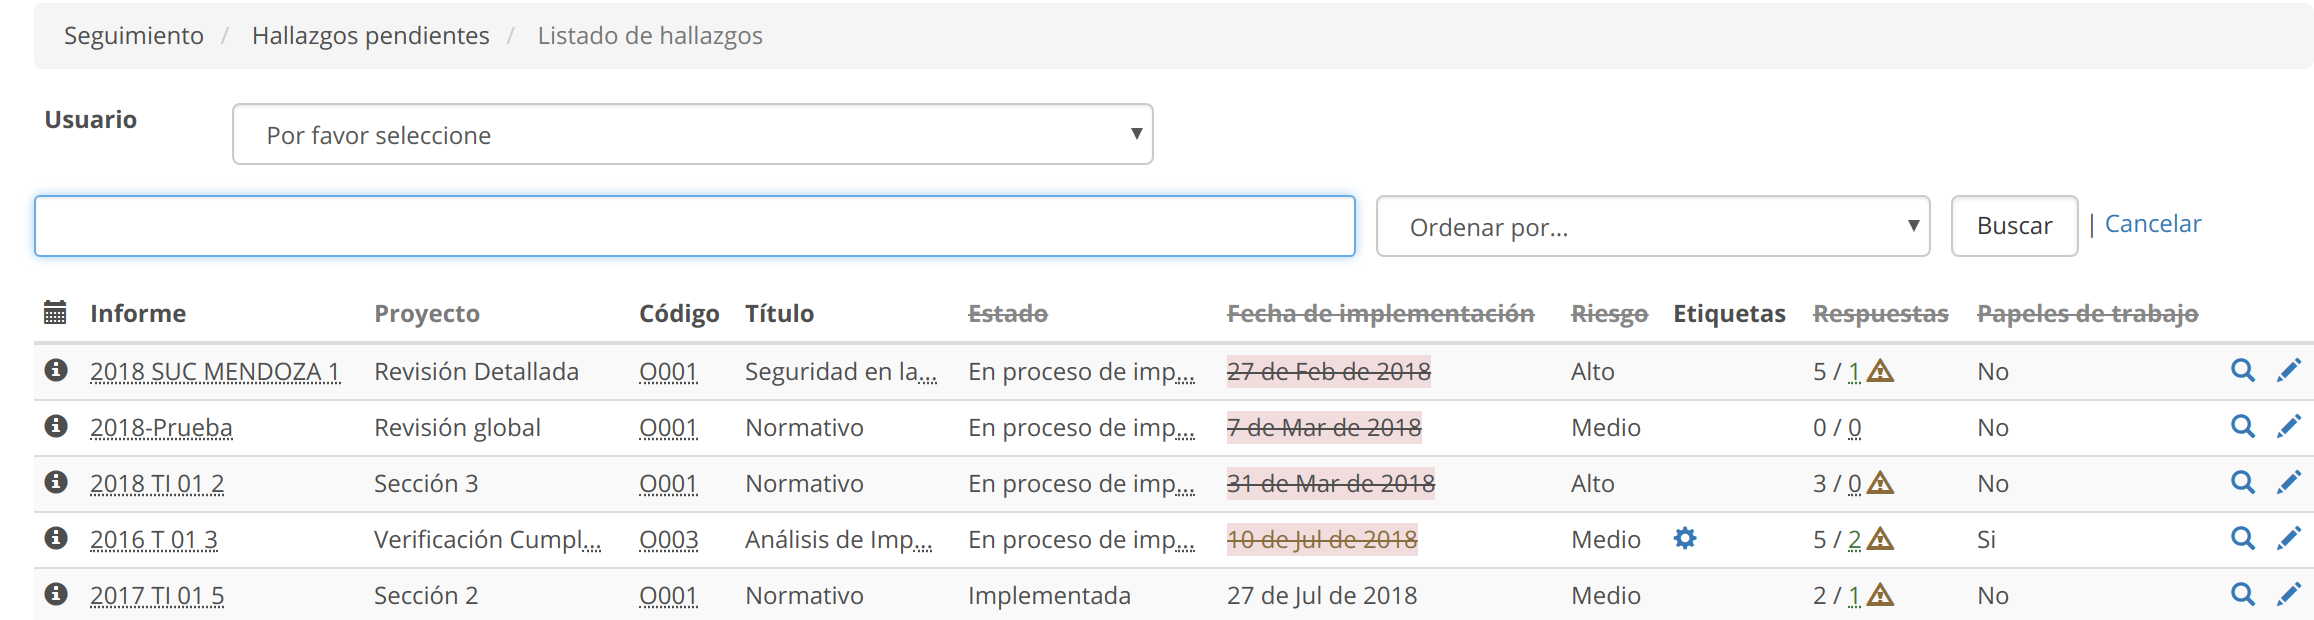 Seguimiento / Hallazgos pendientes / Listado de hallazgos
Usuario Por favor seleccione
Ordenar por... Buscar | Cancelar
Informe Proyecto Código Título Estado Fecha de implementación Riesgo Etiquetas Respuestas Papeles de trabajo
2018 SUC MENDOZA 1 Revisión Detallada O001 Seguridad en la... En proceso de imp... 27 de Feb de 2018 Alto 5 / 1 No
2018-Prueba Revisión global O001 Normativo En proceso de imp... 7 de Mar de 2018 Medio 0 / 0 No
2018 TI 01 2 Sección 3 O001 Normativo En proceso de imp... 31 de Mar de 2018 Alto 3 / 0 No
2016 T 01 3 Verificación Cumpl... O003 Análisis de Imp... En proceso de imp... 10 de Jul de 2018 Medio 5 / 2 Si
2017 TI 01 5 Sección 2 O001 Normativo Implementada 27 de Jul de 2018 Medio 2 / 1 No